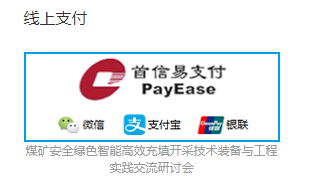 线上支付
首信易支付
PayEase
微信 支付宝 UnionPay 银联
煤矿安全绿色智能高效充填开采技术装备与工程
实践交流研讨会